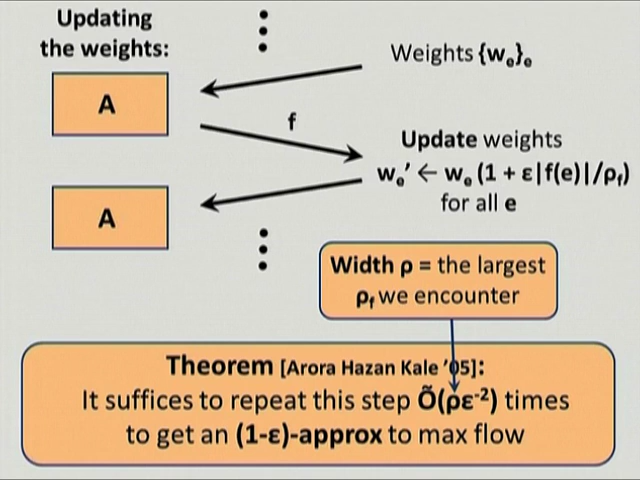 Updating
the weights:
Weights {wₑ}ₑ
A
f
Update weights
wₑ' ← wₑ (1 + ε|f(e)|/ρf)
for all e
A
Width ρ = the largest
ρf we encounter
Theorem [Arora Hazan Kale '05]:
It suffices to repeat this step Õ(ρε⁻²) times
to get an (1-ε)-approx to max flow